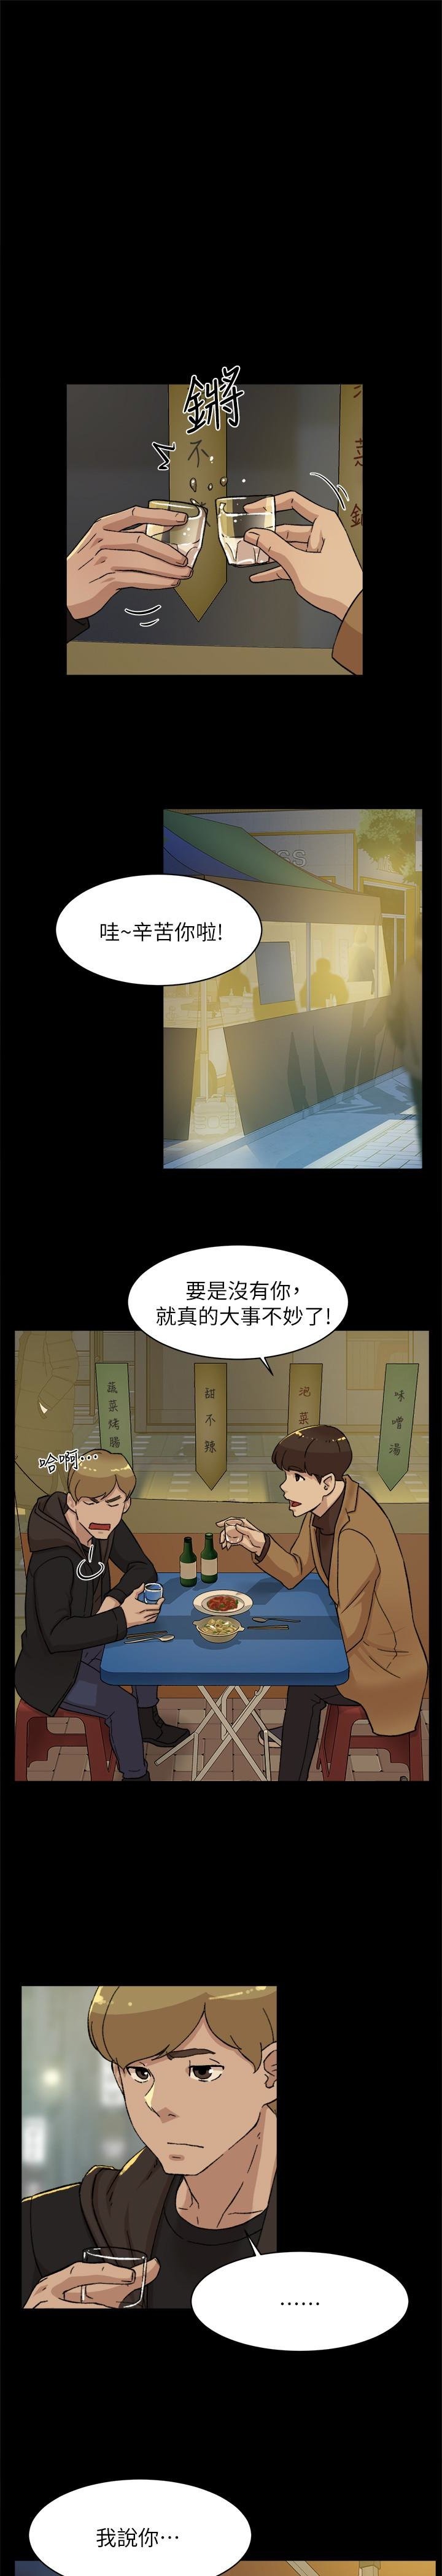 鏘
不
菜
哇~辛苦你啦!
要是沒有你,
就真的大事不妙了!
蔬菜烤腸
甜不辣
泡菜
味噌湯
哈啊…
……
我說你…